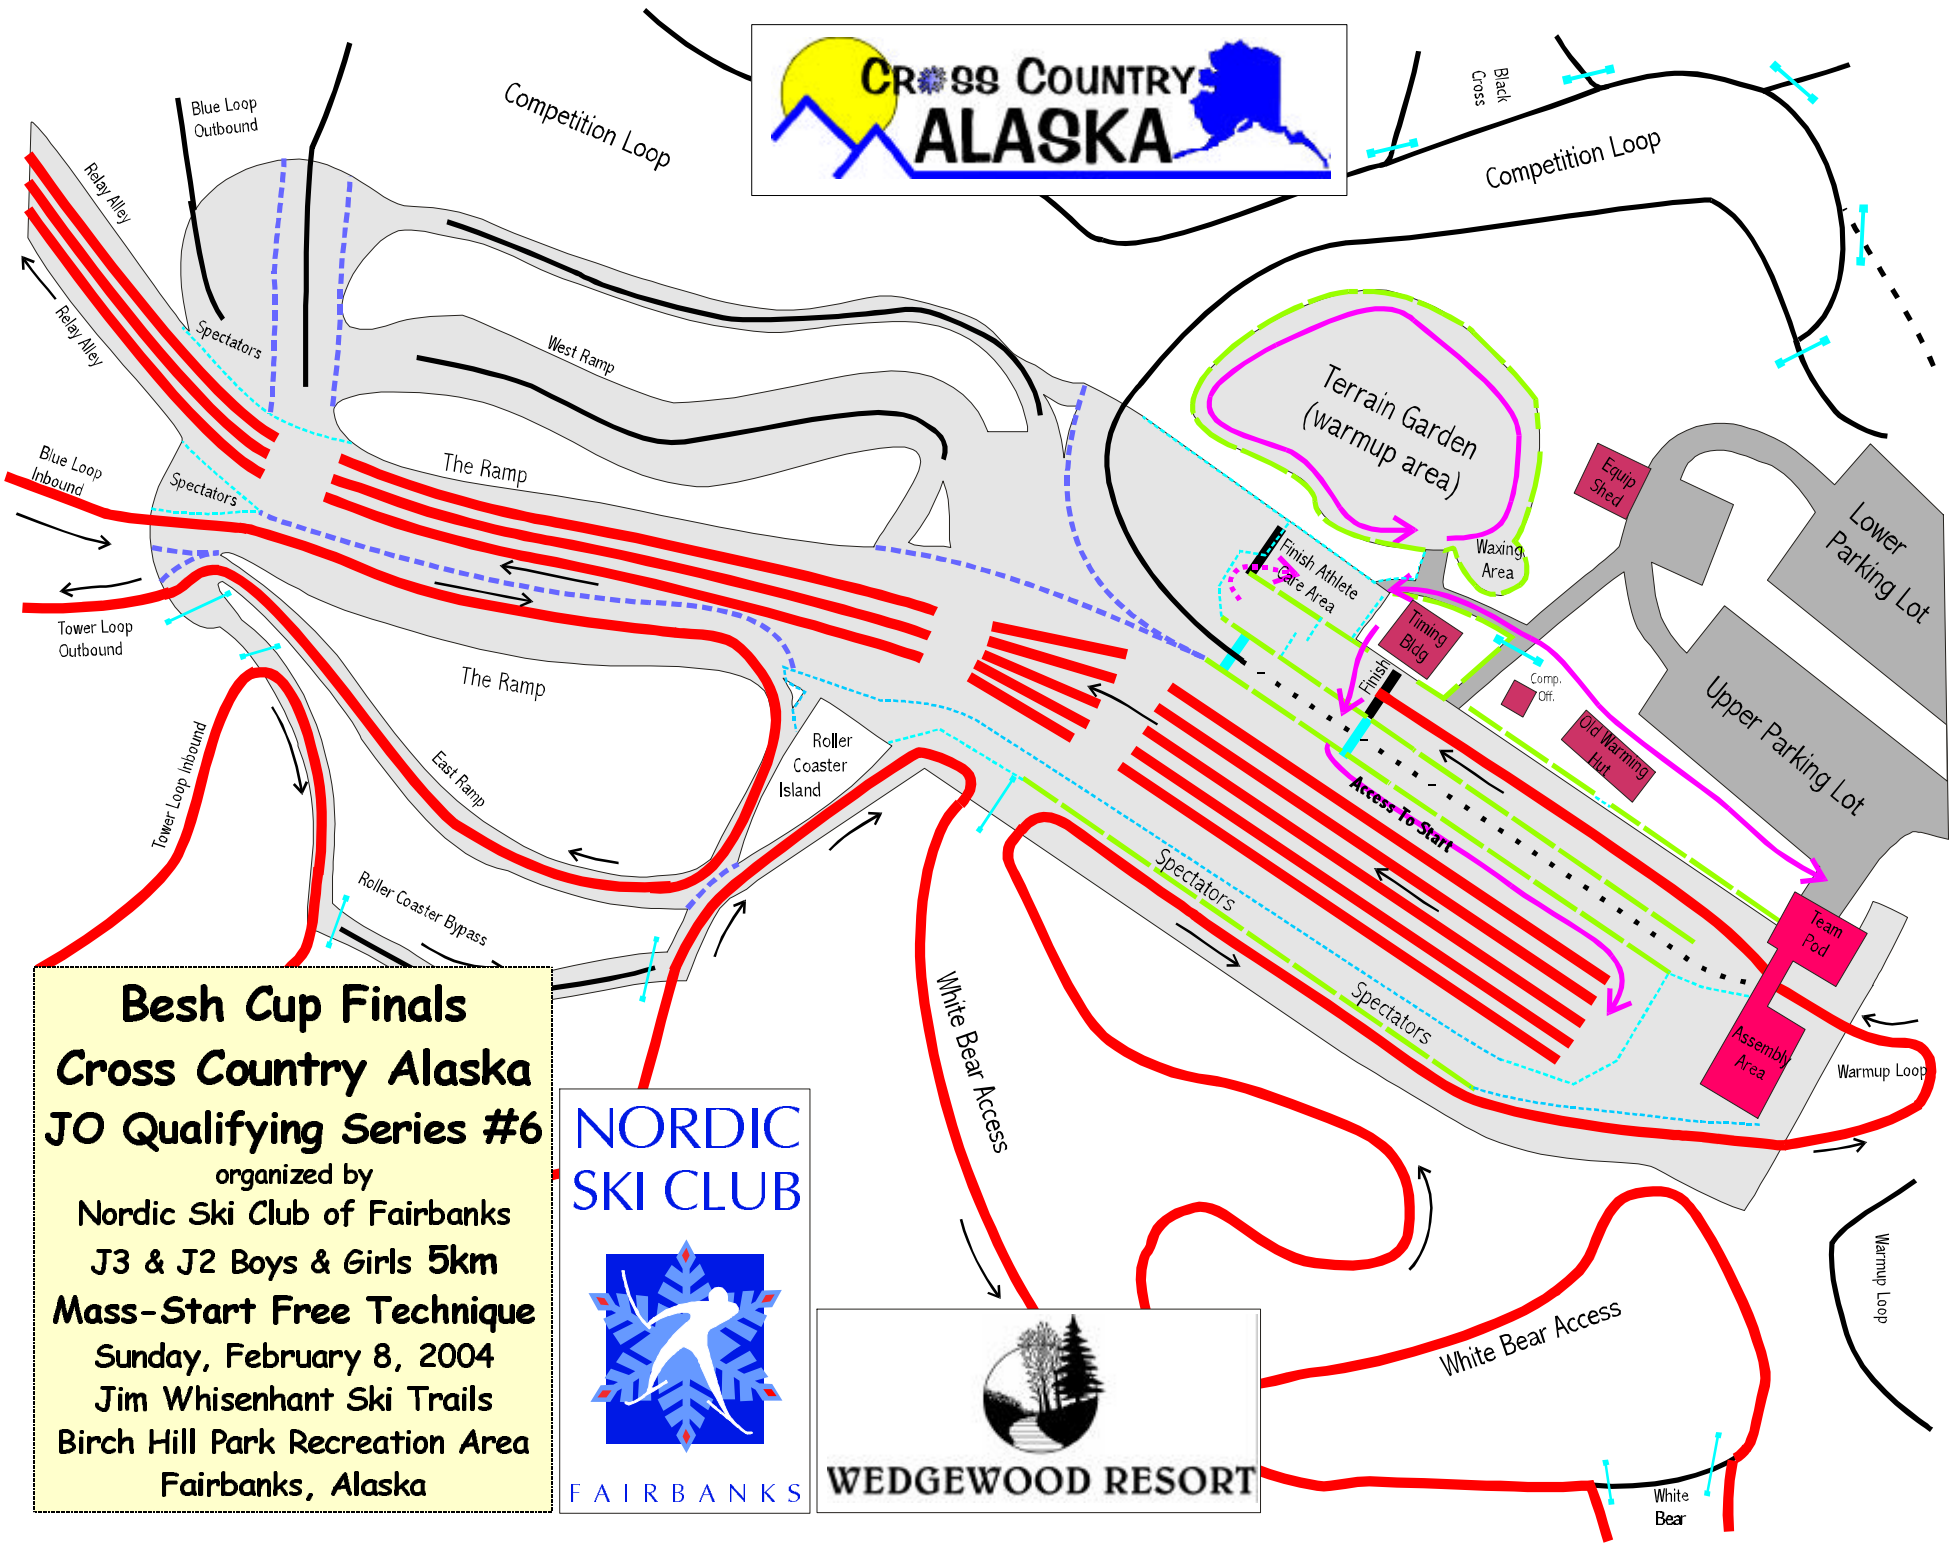 CROSS COUNTRY
ALASKA
Black
Cross
Blue Loop
Outbound
Competition Loop
Competition Loop
Relay Alley
Relay Alley
Spectators
West Ramp
Terrain Garden
(warmup area)
Equip
Shed
Lower
Parking Lot
Blue Loop
Inbound
Spectators
The Ramp
Finish Athlete
Care Area
Waxing
Area
Timing
Bldg
Finish
Comp.
Off.
Old Warming
Hut
Upper Parking Lot
Tower Loop
Outbound
The Ramp
Roller
Coaster
Island
East Ramp
Tower Loop Inbound
Access To Start
Spectators
Roller Coaster Bypass
Team
Pod
Spectators
Assembly
Area
Warmup Loop
White Bear Access
Besh Cup Finals
Cross Country Alaska
JO Qualifying Series #6
organized by
Nordic Ski Club of Fairbanks
J3 & J2 Boys & Girls 5km
Mass-Start Free Technique
Sunday, February 8, 2004
Jim Whisenhant Ski Trails
Birch Hill Park Recreation Area
Fairbanks, Alaska
NORDIC
SKI CLUB
FAIRBANKS
WEDGEWOOD RESORT
White Bear Access
Warmup Loop
White
Bear